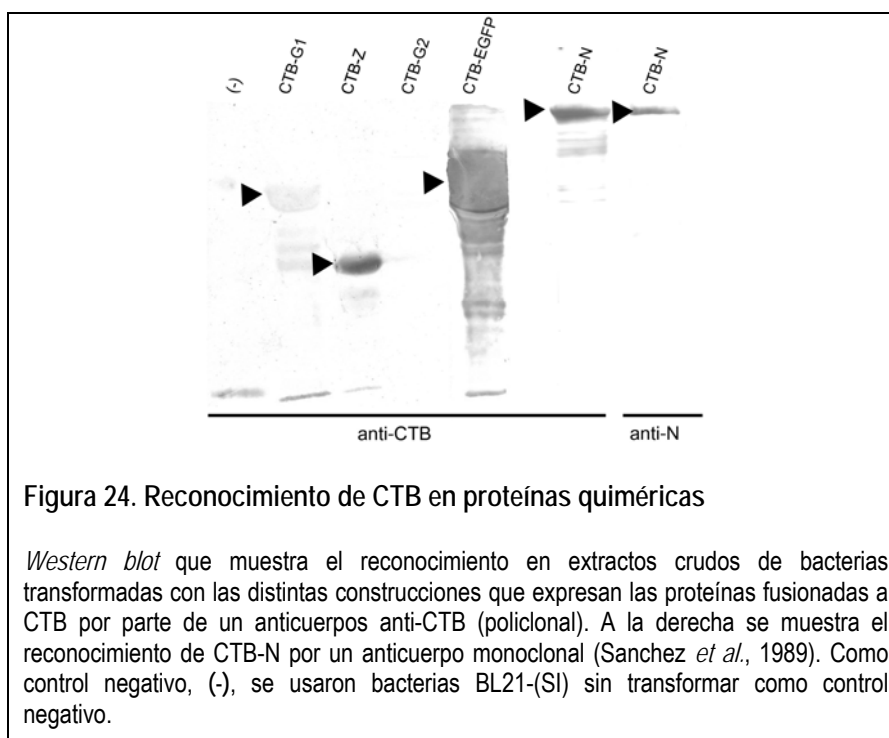 (-)
CTB-G1
CTB-Z
CTB-G2
CTB-EGFP
CTB-N
CTB-N
anti-CTB
anti-N
Figura 24. Reconocimiento de CTB en proteínas quiméricas
Western blot que muestra el reconocimiento en extractos crudos de bacterias
transformadas con las distintas construcciones que expresan las proteínas fusionadas a
CTB por parte de un anticuerpos anti-CTB (policlonal). A la derecha se muestra el
reconocimiento de CTB-N por un anticuerpo monoclonal (Sanchez et al., 1989). Como
control negativo, (-), se usaron bacterias BL21-(SI) sin transformar como control
negativo.